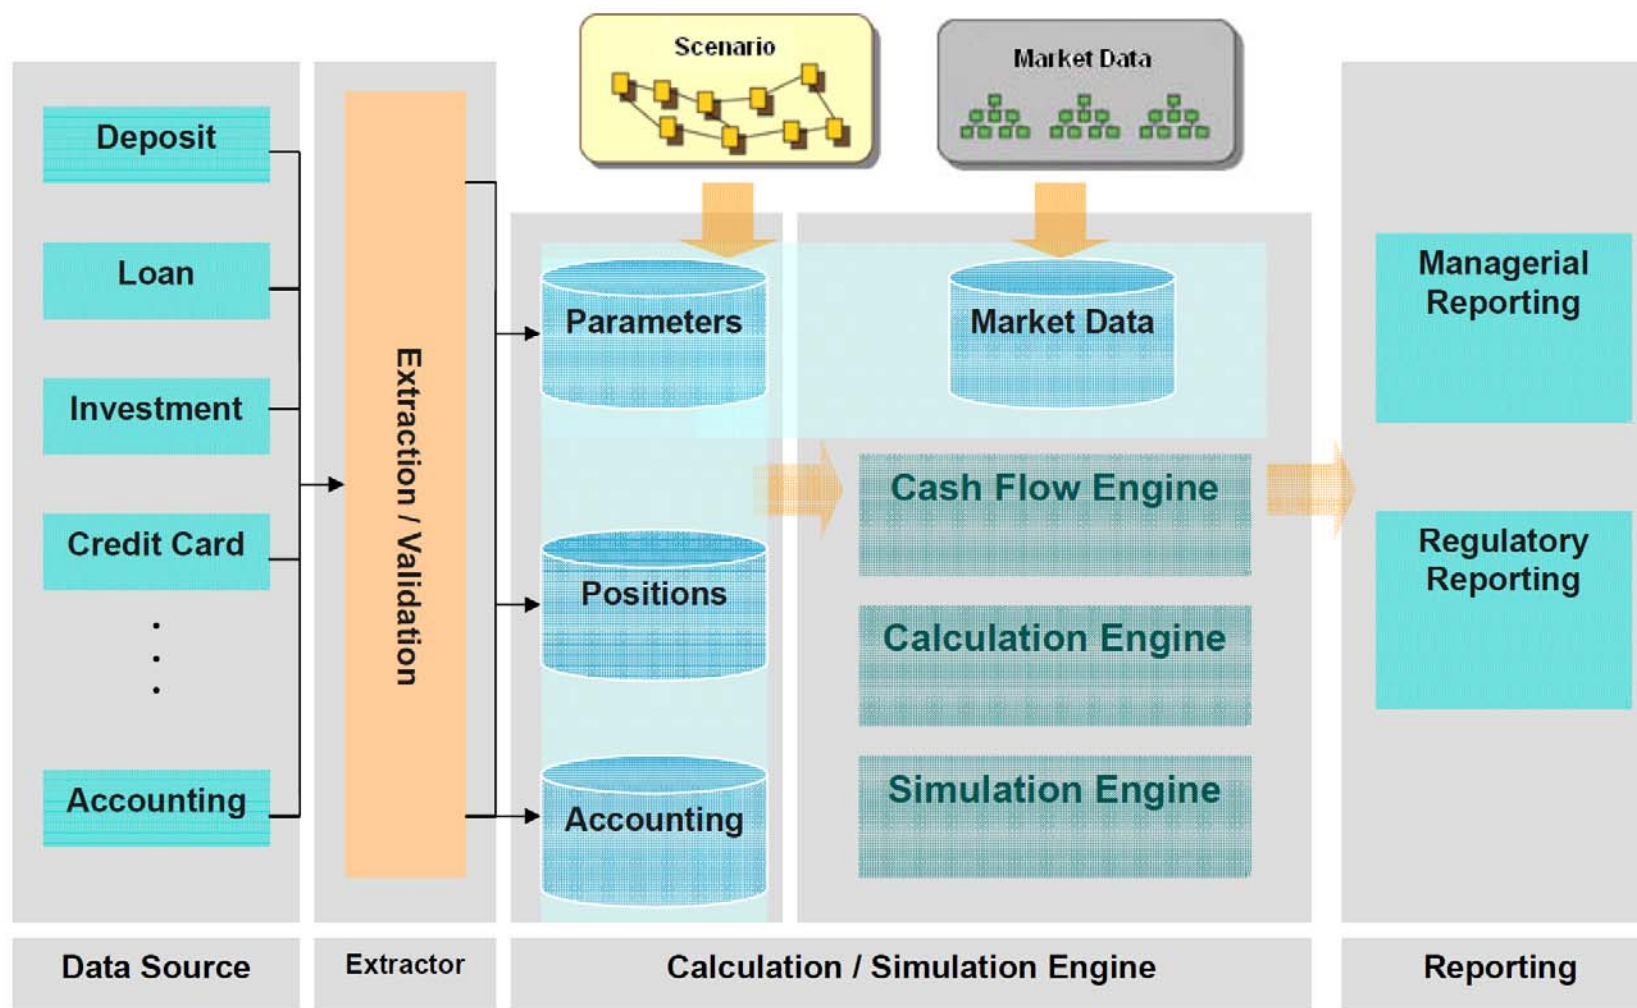 Scenario
Market Data
Deposit
Loan
Investment
Credit Card
Accounting
Extraction / Validation
Parameters
Positions
Accounting
Market Data
Cash Flow Engine
Calculation Engine
Simulation Engine
Managerial
Reporting
Regulatory
Reporting
Data Source
Extractor
Calculation / Simulation Engine
Reporting